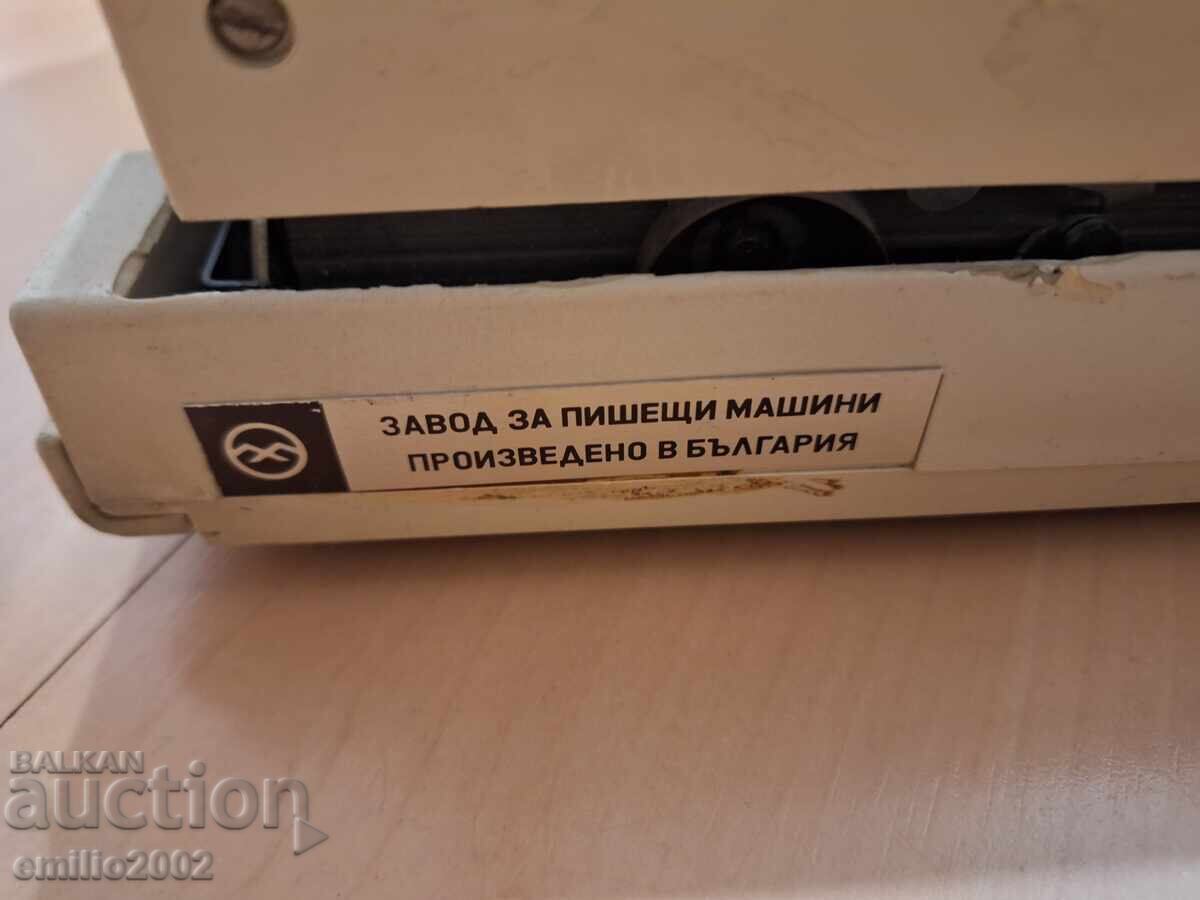 ЗАВОД ЗА ПИШЕЩИ МАШИНИ
ПРОИЗВЕДЕНО В БЪЛГАРИЯ
BALKAN
auction
emilio2002